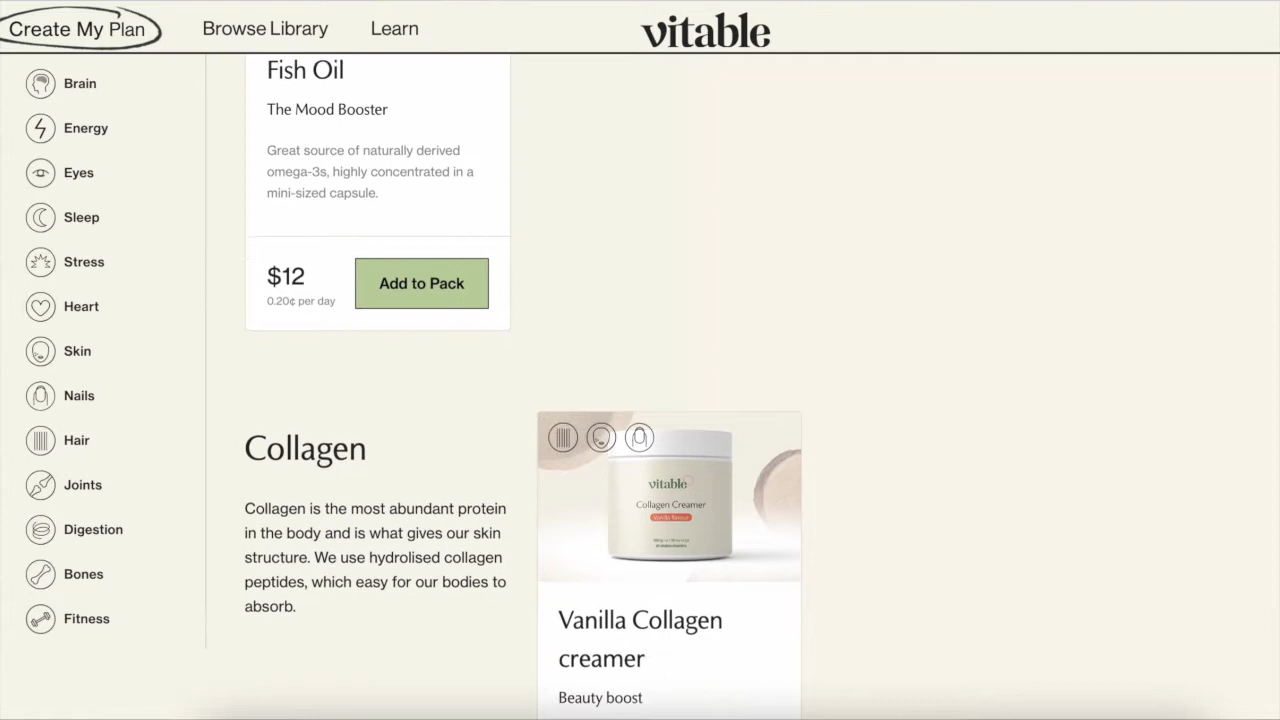 Create My Plan
Browse Library
Learn
vitable
Brain
Energy
Eyes
Sleep
Stress
Heart
Skin
Nails
Hair
Joints
Digestion
Bones
Fitness
Fish Oil
The Mood Booster
Great source of naturally derived
omega-3s, highly concentrated in a
mini-sized capsule.
$12
0.20¢ per day
Add to Pack
Collagen
Collagen is the most abundant protein
in the body and is what gives our skin
structure. We use hydrolised collagen
peptides, which easy for our bodies to
absorb.
vitable
Collagen Creamer
Vanilla flavour
Vanilla Collagen
creamer
Beauty boost